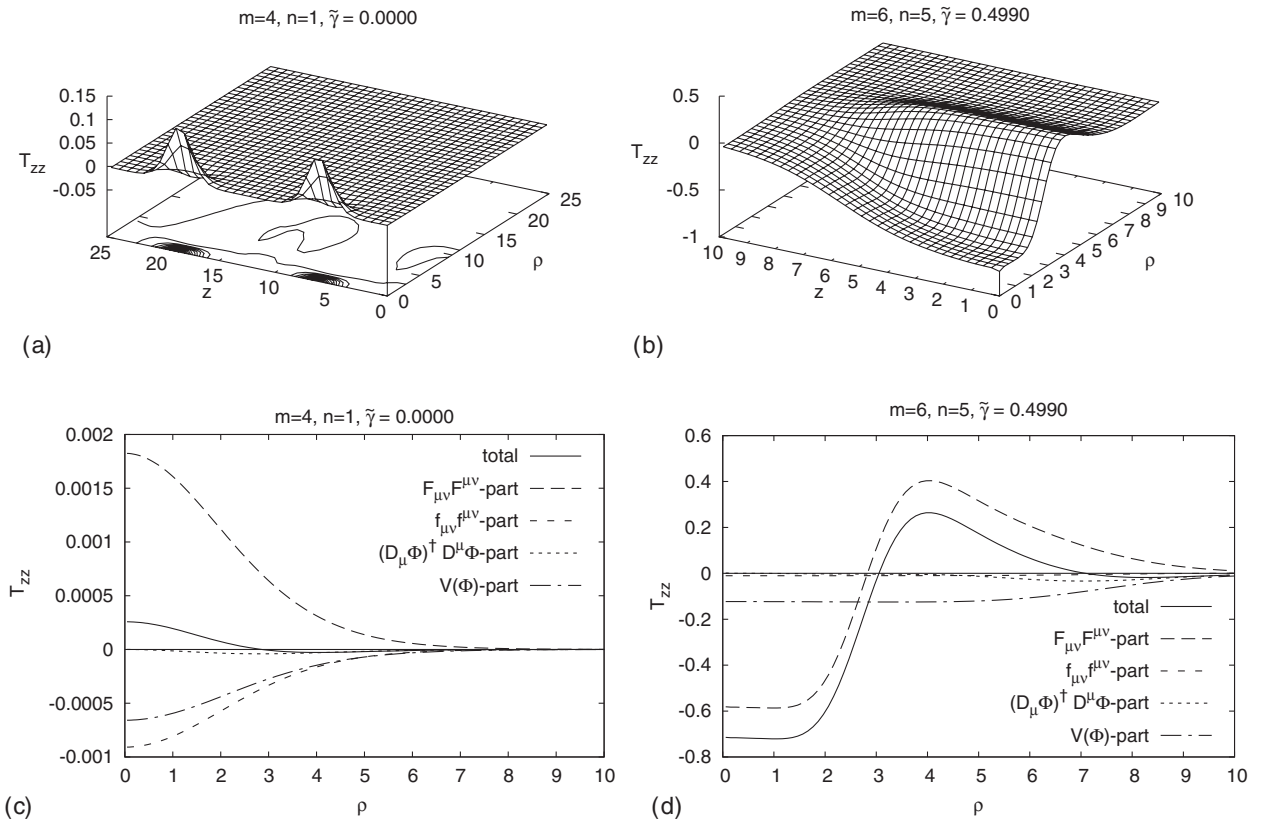 m=4, n=1, γ̃ = 0.0000
0.15
0.1
0.05
0
-0.05
T_zz
25
20
15
10
5
0
z
0
5
10
15
20
25
ρ
(a)
m=6, n=5, γ̃ = 0.4990
0.5
0
-0.5
-1
T_zz
10
9
8
7
6
5
4
3
2
1
0
z
0
1
2
3
4
5
6
7
8
9
10
ρ
(b)
m=4, n=1, γ̃ = 0.0000
0.002
0.0015
0.001
0.0005
0
-0.0005
-0.001
T_zz
total
F_μν F^μν-part
f_μν f^μν-part
(D_μΦ)^† D^μΦ-part
V(Φ)-part
0 1 2 3 4 5 6 7 8 9 10
ρ
(c)
m=6, n=5, γ̃ = 0.4990
0.6
0.4
0.2
0
-0.2
-0.4
-0.6
-0.8
T_zz
total
F_μν F^μν-part
f_μν f^μν-part
(D_μΦ)^† D^μΦ-part
V(Φ)-part
0 1 2 3 4 5 6 7 8 9 10
ρ
(d)